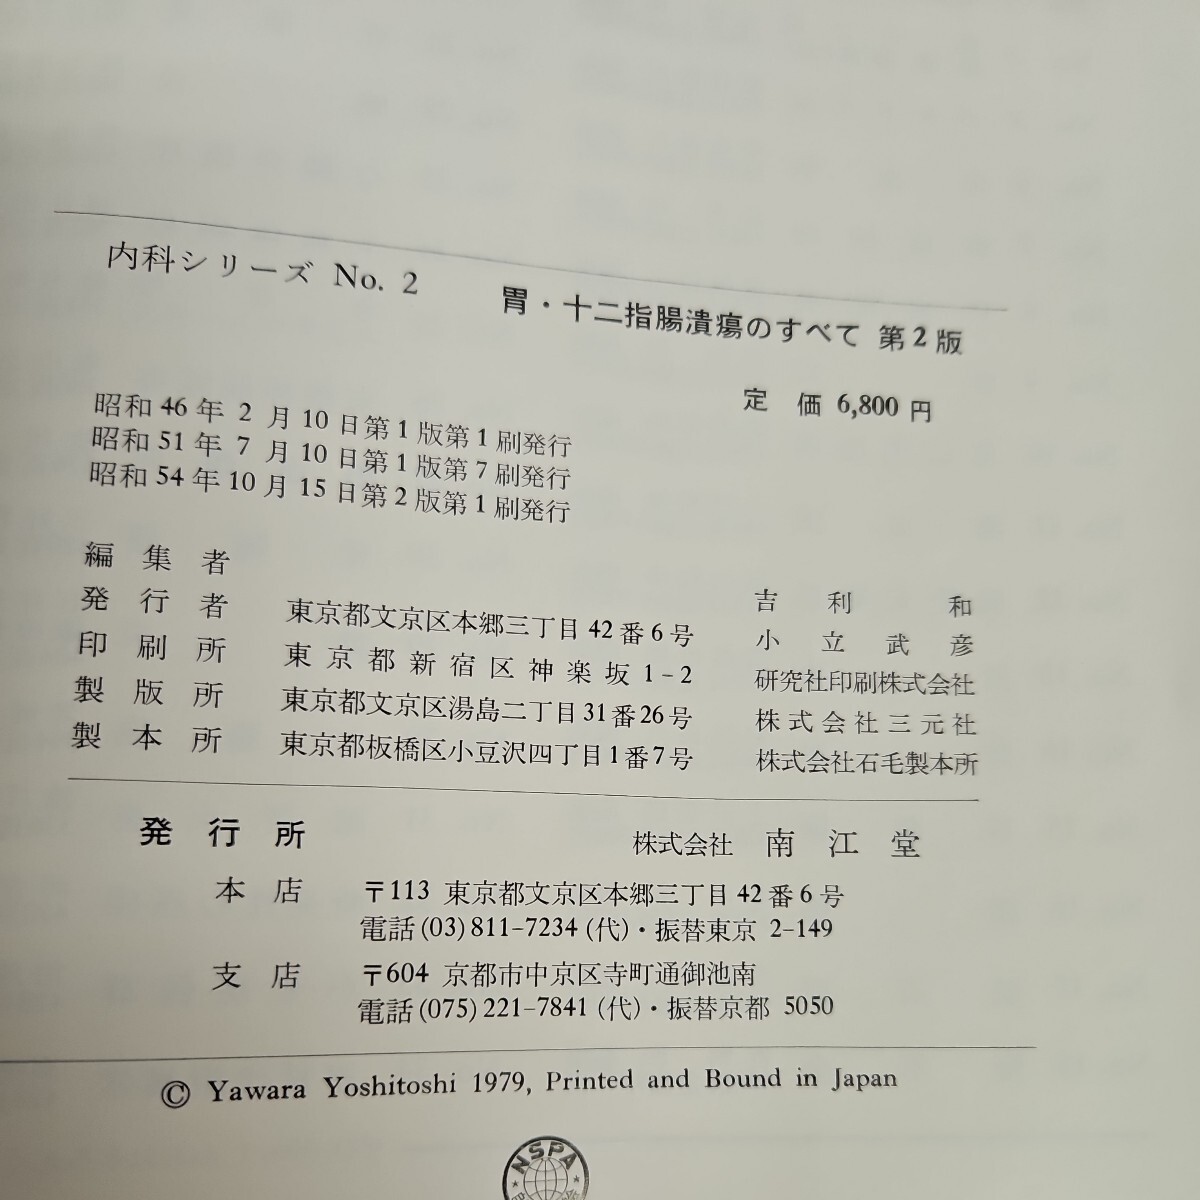 内科シリーズ No. 2
胃・十二指腸潰瘍のすべて 第2版
定 価 6,800 円
昭和 46 年 2 月 10 日第 1 版第 1 刷発行
昭和 51 年 7 月 10 日第 1 版第 7 刷発行
昭和 54 年 10 月 15 日第 2 版第 1 刷発行
編 集 者 吉 利 和
発 行 者 東京都文京区本郷三丁目 42 番 6 号 小 立 武 彦
印 刷 所 東京都新宿区神楽坂 1-2 研究社印刷株式会社
製 版 所 東京都文京区湯島二丁目 31 番 26 号 株式会社三元社
製 本 所 東京都板橋区小豆沢四丁目 1 番 7 号 株式会社石毛製本所
発 行 所 株式会社 南 江 堂
本 店 〒113 東京都文京区本郷三丁目 42 番 6 号
電話 (03) 811-7234 (代)・振替東京 2-149
支 店 〒604 京都市中京区寺町通御池南
電話 (075) 221-7841 (代)・振替京都 5050
© Yawara Yoshitoshi 1979, Printed and Bound in Japan
NSPA